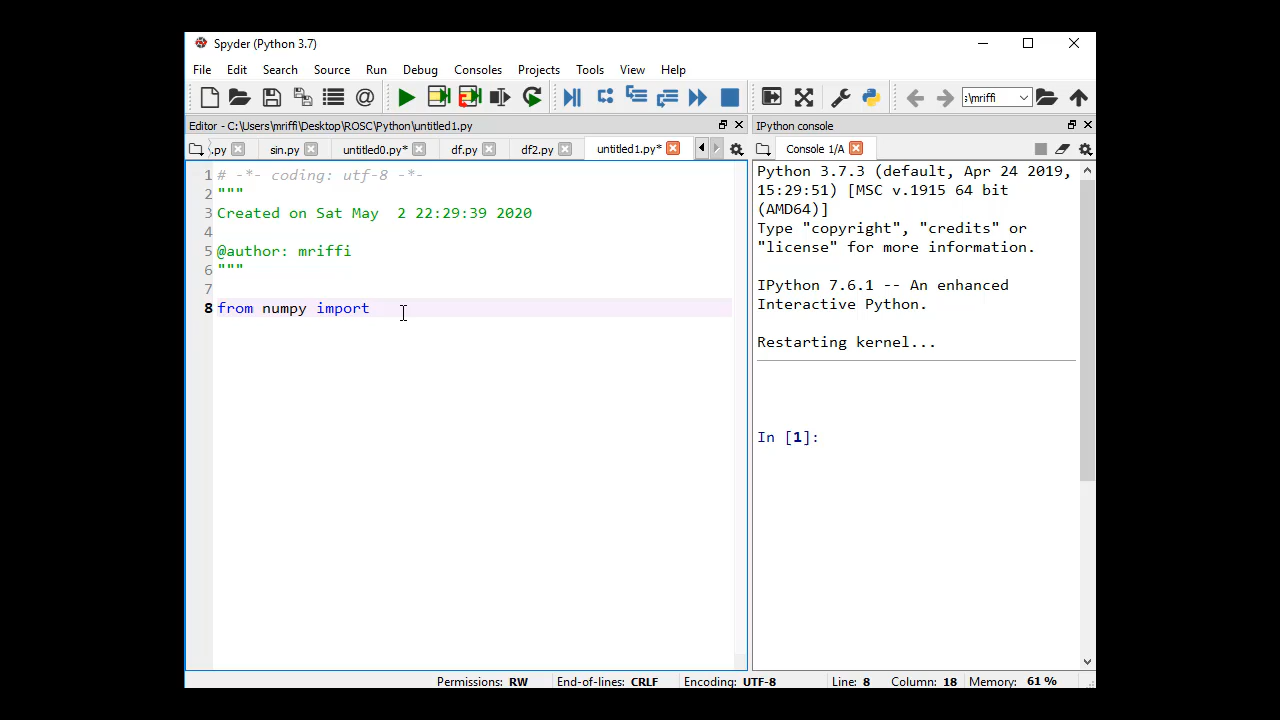 Spyder (Python 3.7)
File Edit Search Source Run Debug Consoles Projects Tools View Help
;\mriffi
Editor - C:\Users\mriffi\Desktop\ROSC\Python\untitled1.py
.py sin.py untitled0.py* df.py df2.py untitled1.py*
1 # -*- coding: utf-8 -*-
2 """
3 Created on Sat May  2 22:29:39 2020
4
5 @author: mriffi
6 """
7
8 from numpy import
IPython console
Console 1/A
Python 3.7.3 (default, Apr 24 2019,
15:29:51) [MSC v.1915 64 bit
(AMD64)]
Type "copyright", "credits" or
"license" for more information.
IPython 7.6.1 -- An enhanced
Interactive Python.
Restarting kernel...
In [1]:
Permissions: RW End-of-lines: CRLF Encoding: UTF-8 Line: 8 Column: 18 Memory: 61 %